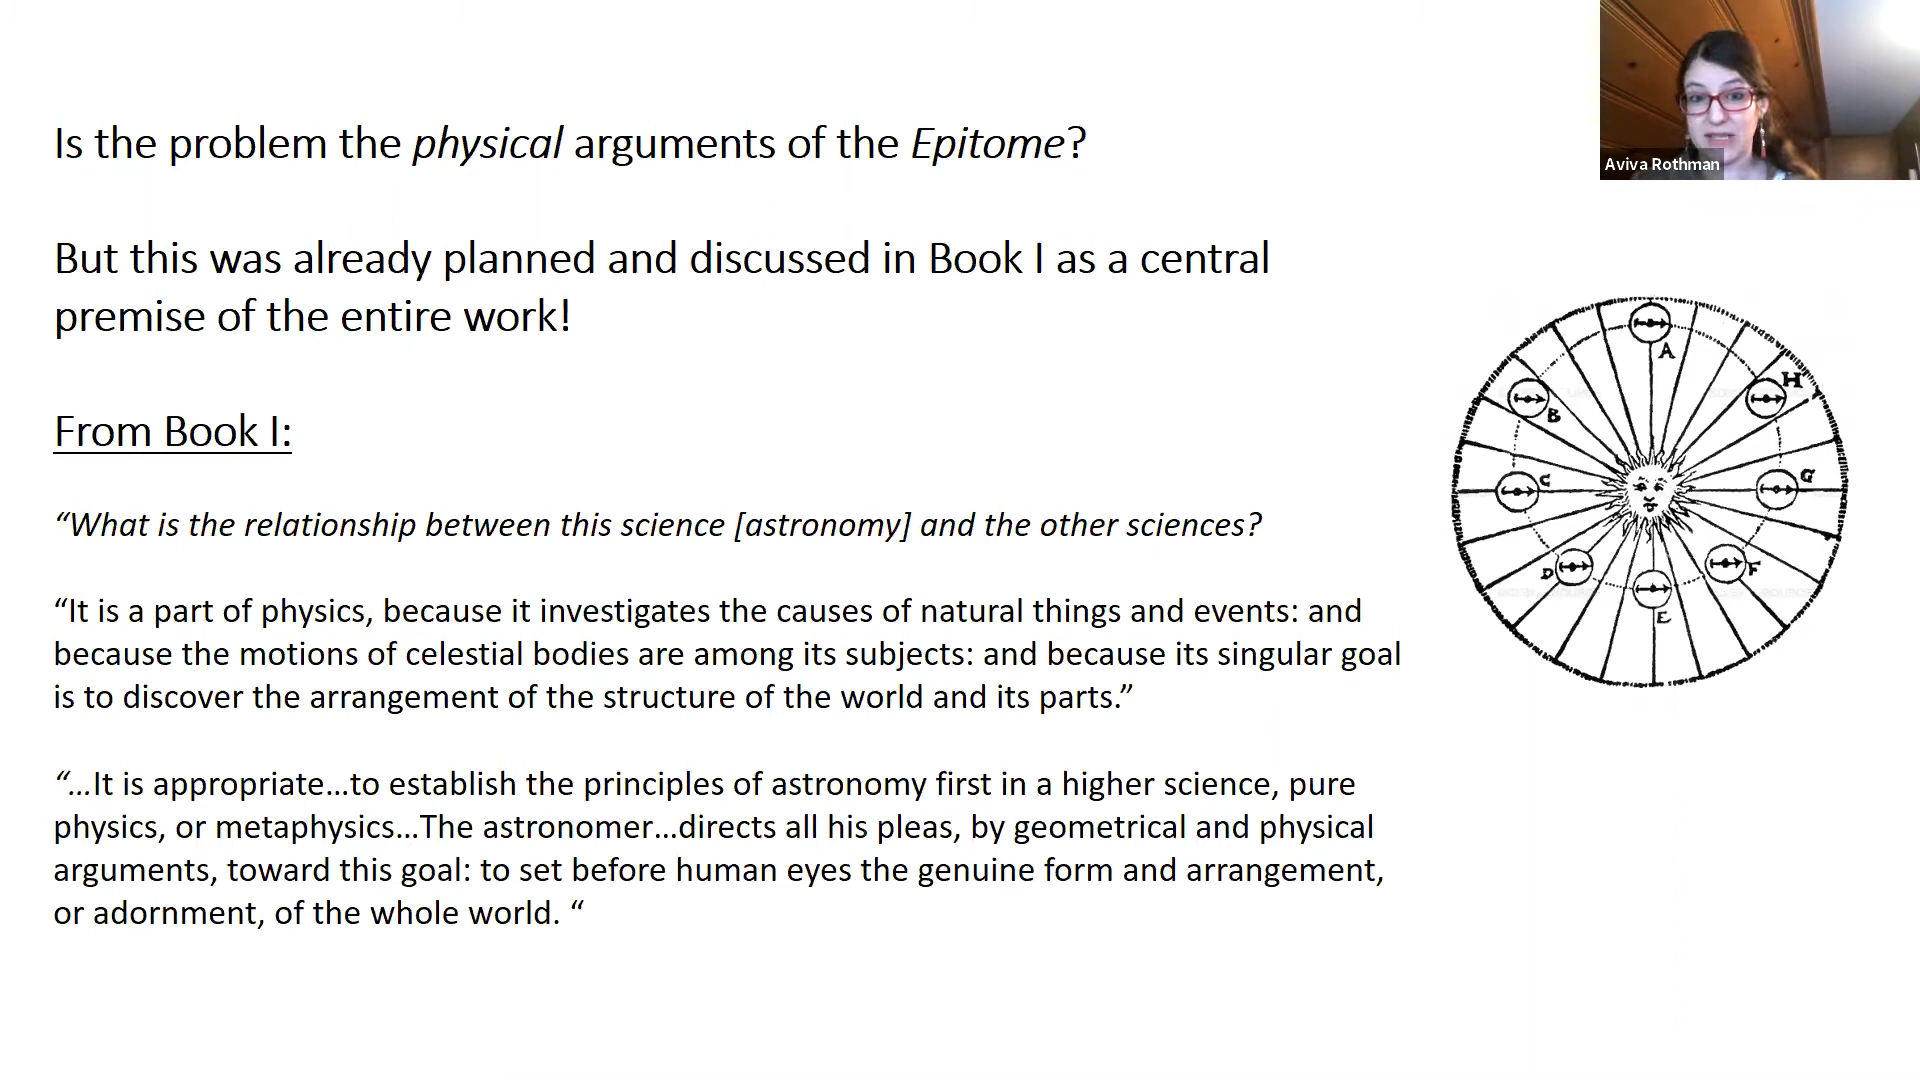 Is the problem the physical arguments of the Epitome?
But this was already planned and discussed in Book I as a central
premise of the entire work!
From Book I:
“What is the relationship between this science [astronomy] and the other sciences?
“It is a part of physics, because it investigates the causes of natural things and events: and
because the motions of celestial bodies are among its subjects: and because its singular goal
is to discover the arrangement of the structure of the world and its parts.”
“…It is appropriate…to establish the principles of astronomy first in a higher science, pure
physics, or metaphysics…The astronomer…directs all his pleas, by geometrical and physical
arguments, toward this goal: to set before human eyes the genuine form and arrangement,
or adornment, of the whole world. “
Aviva Rothman
A
H
B
C
G
D
F
E